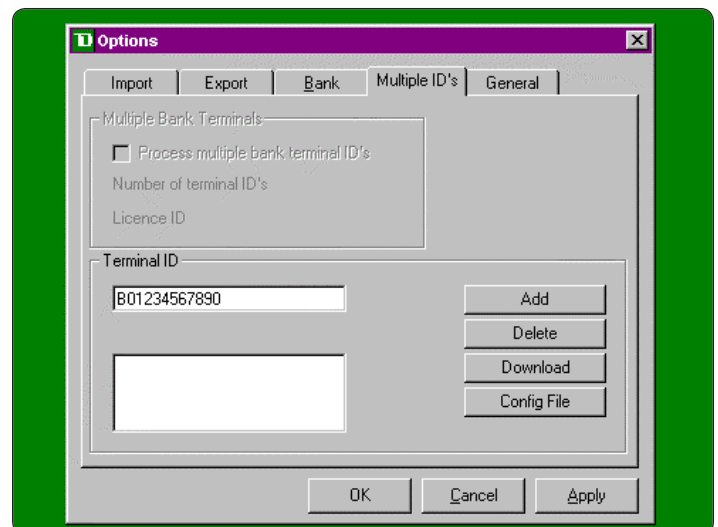 TD Options
Import Export Bank Multiple ID's General
Multiple Bank Terminals
Process multiple bank terminal ID's
Number of terminal ID's
Licence ID
Terminal ID
B01234567890
Add
Delete
Download
Config File
OK Cancel Apply